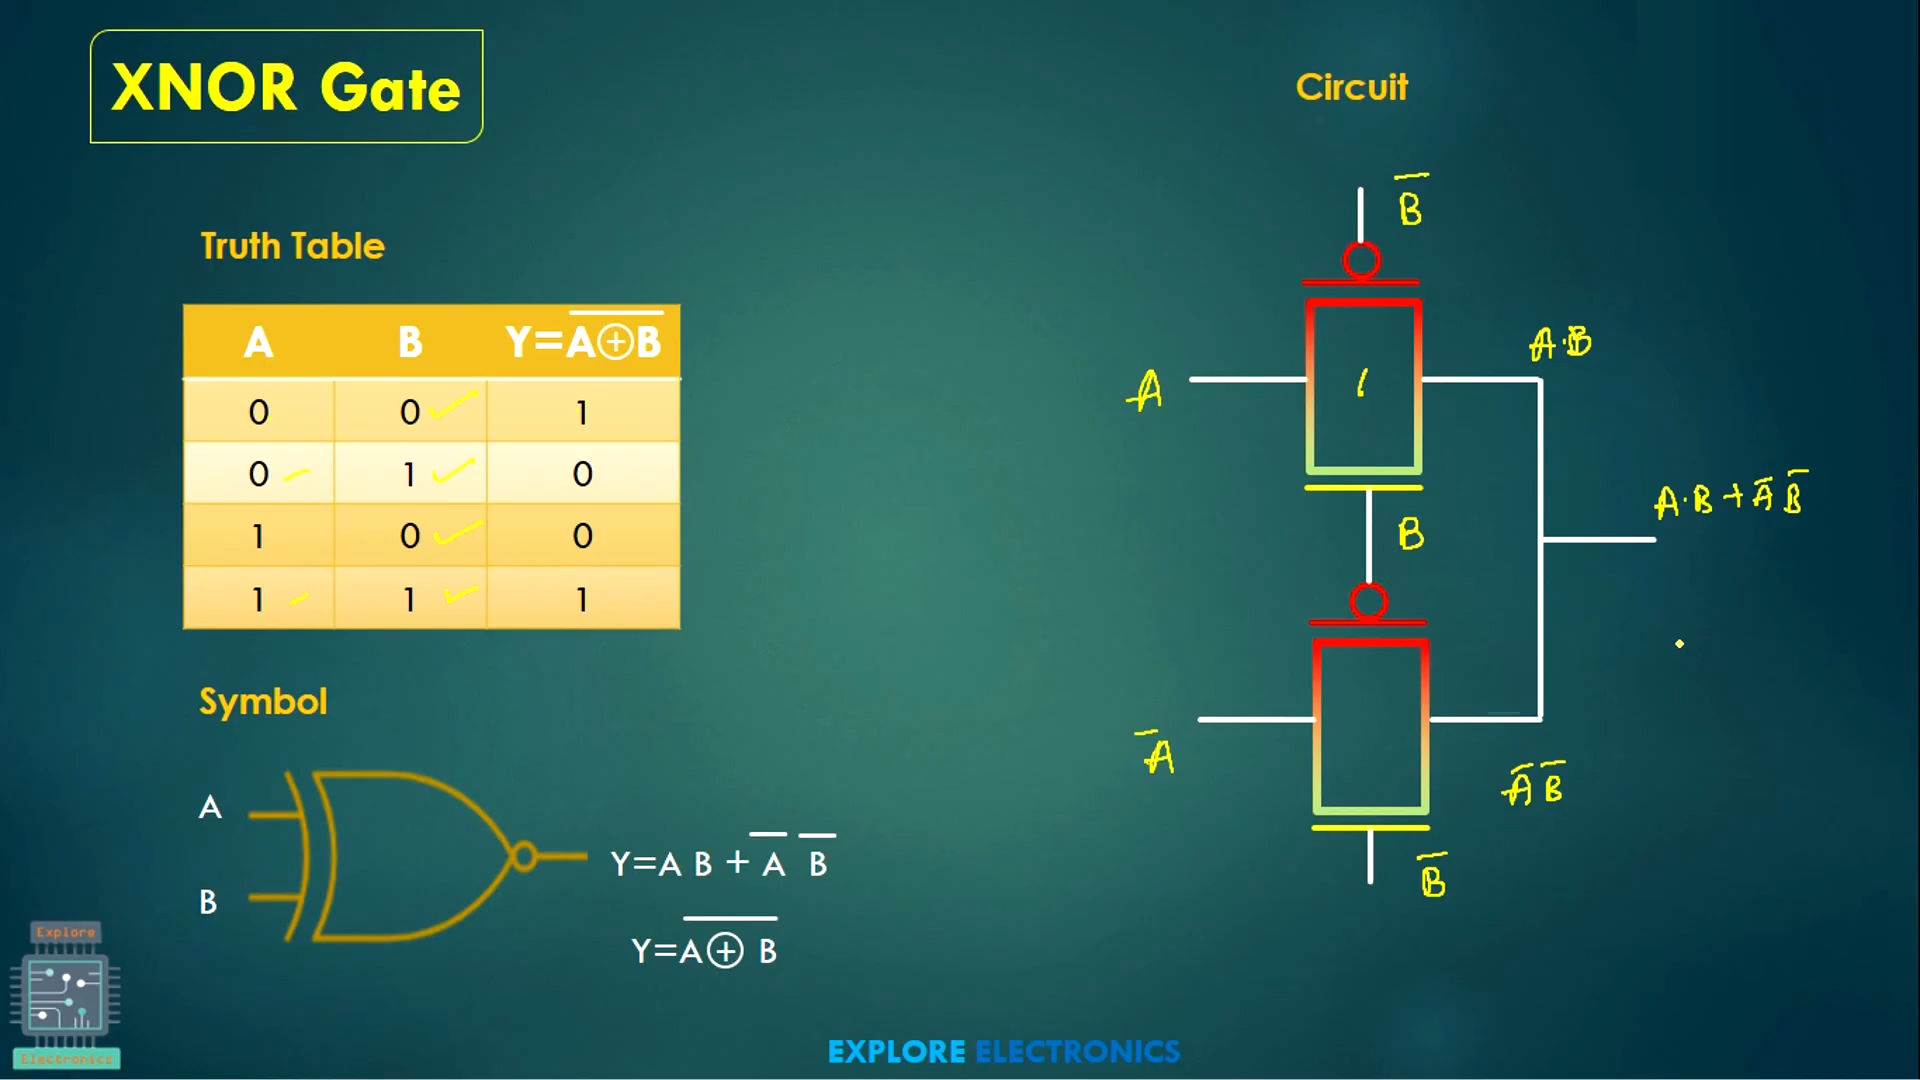 XNOR Gate
Truth Table
A B Y=A̅⊕̅B̅
0 0 1
0 1 0
1 0 0
1 1 1
Symbol
A
B
Y=A B + A̅ B̅
Y=A̅⊕̅B̅
Explore
Electronics
Circuit
B̅
A
1
A·B
B
A·B + A̅ B̅
A̅
A̅ B̅
B̅
EXPLORE ELECTRONICS